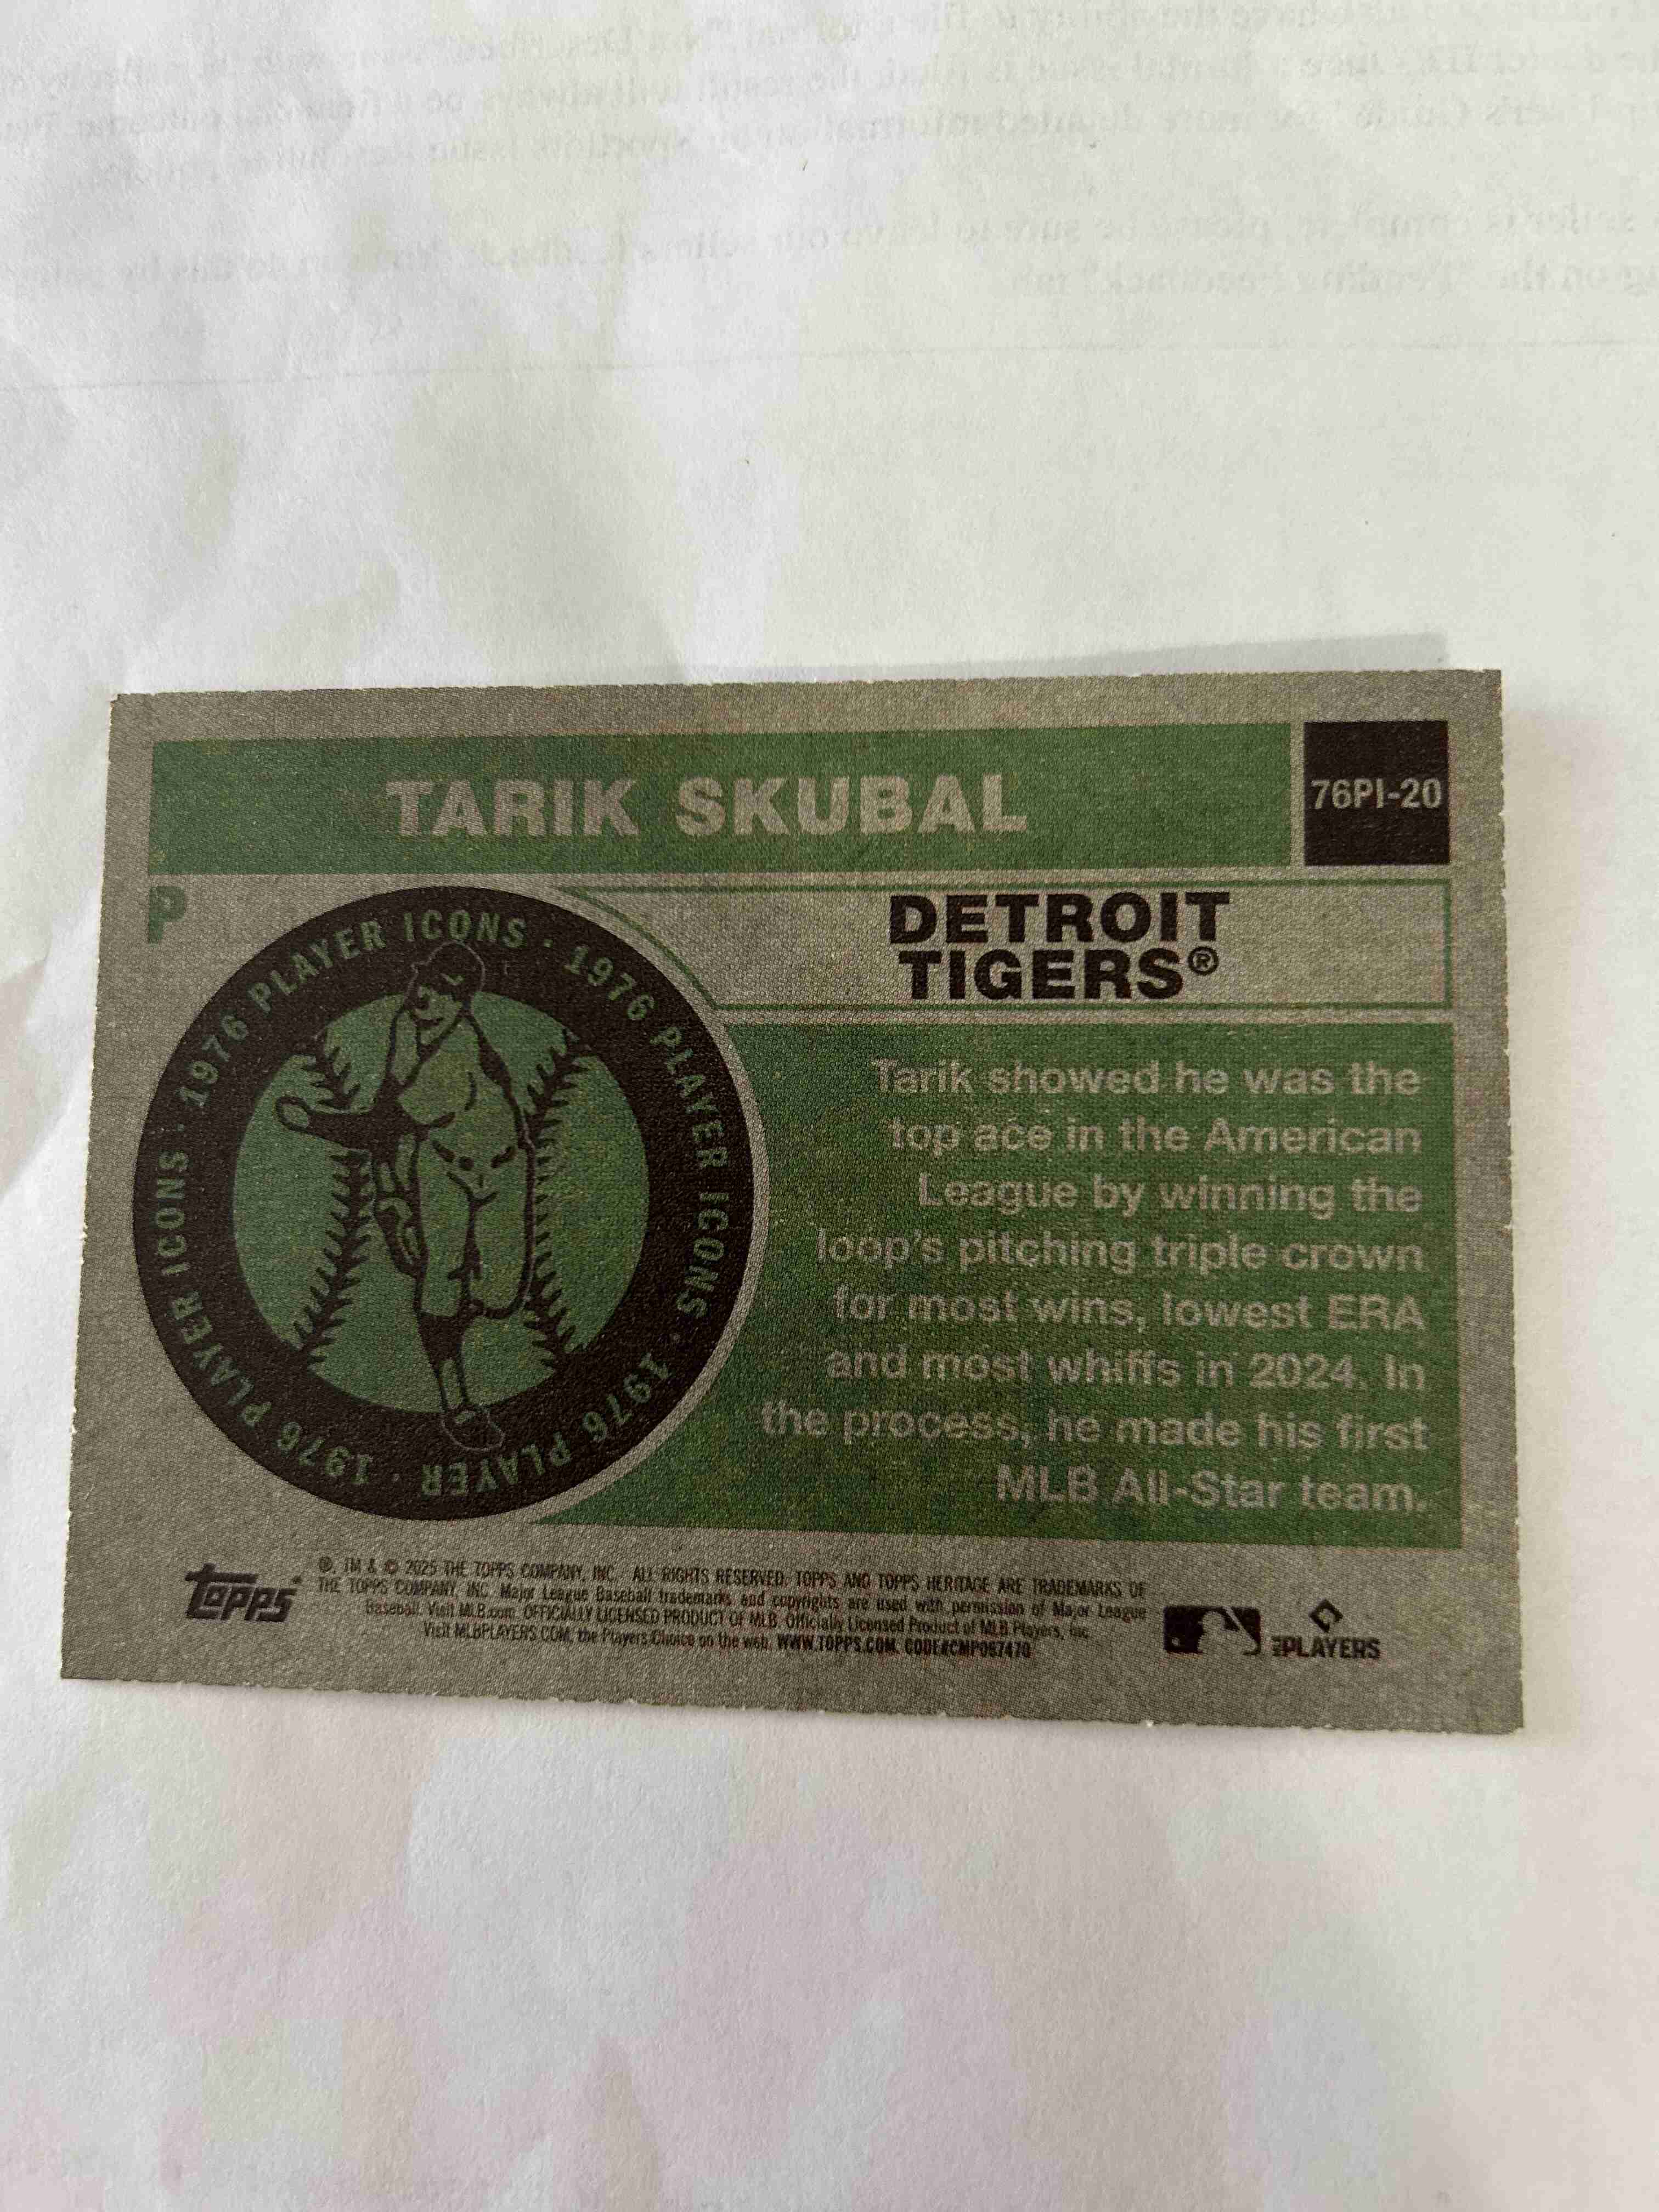 TARIK SKUBAL
76PI-20
P
DETROIT
TIGERS®
1976 PLAYER ICONS · 1976 PLAYER ICONS · 1976 PLAYER · 1976 PLAYER ICONS ·
Tarik showed he was the
top ace in the American
League by winning the
loop's pitching triple crown
for most wins, lowest ERA
and most whiffs in 2024. In
the process, he made his first
MLB All-Star team.
topps
®, TM & © 2025 THE TOPPS COMPANY, INC. ALL RIGHTS RESERVED. TOPPS AND TOPPS HERITAGE ARE TRADEMARKS OF
THE TOPPS COMPANY, INC. Major League Baseball trademarks and copyrights are used with permission of Major League
Baseball. Visit MLB.com. OFFICIALLY LICENSED PRODUCT OF MLB. Officially Licensed Product of MLB Players, Inc.
Visit MLBPLAYERS.COM, the Players Choice on the web. WWW.TOPPS.COM. CODE#CMP097470
PLAYERS